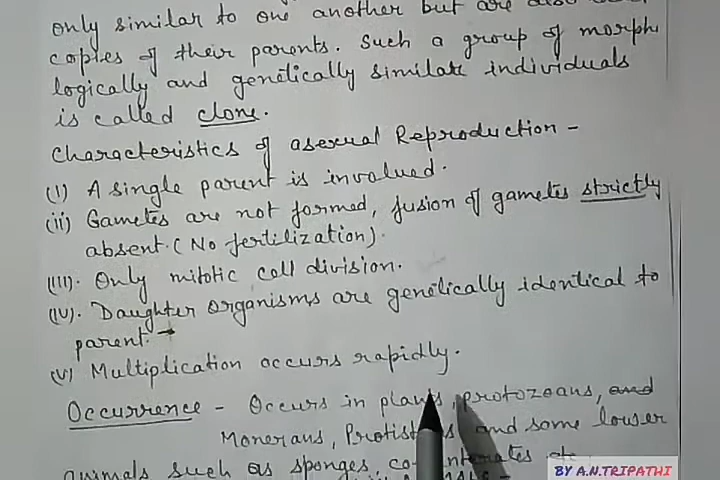 only similar to one another but are also
copies of their parents. Such a group of morpho
logically and genetically similar individuals
is called clone.
Characteristics of asexual Reproduction -
(I) A single parent is involued.
(ii) Gametes are not formed, fusion of gametes strictly
absent. (No fertilization).
(III). Only mitotic cell division.
(IV). Daughter organisms are genetically identical to
parent. →
(V) Multiplication occurs rapidly.
Occurrence - Occurs in plants, protozoans, and
Monerans, Protists and some lower
animals such as sponges, etc.
BY A.N.TRIPATHI